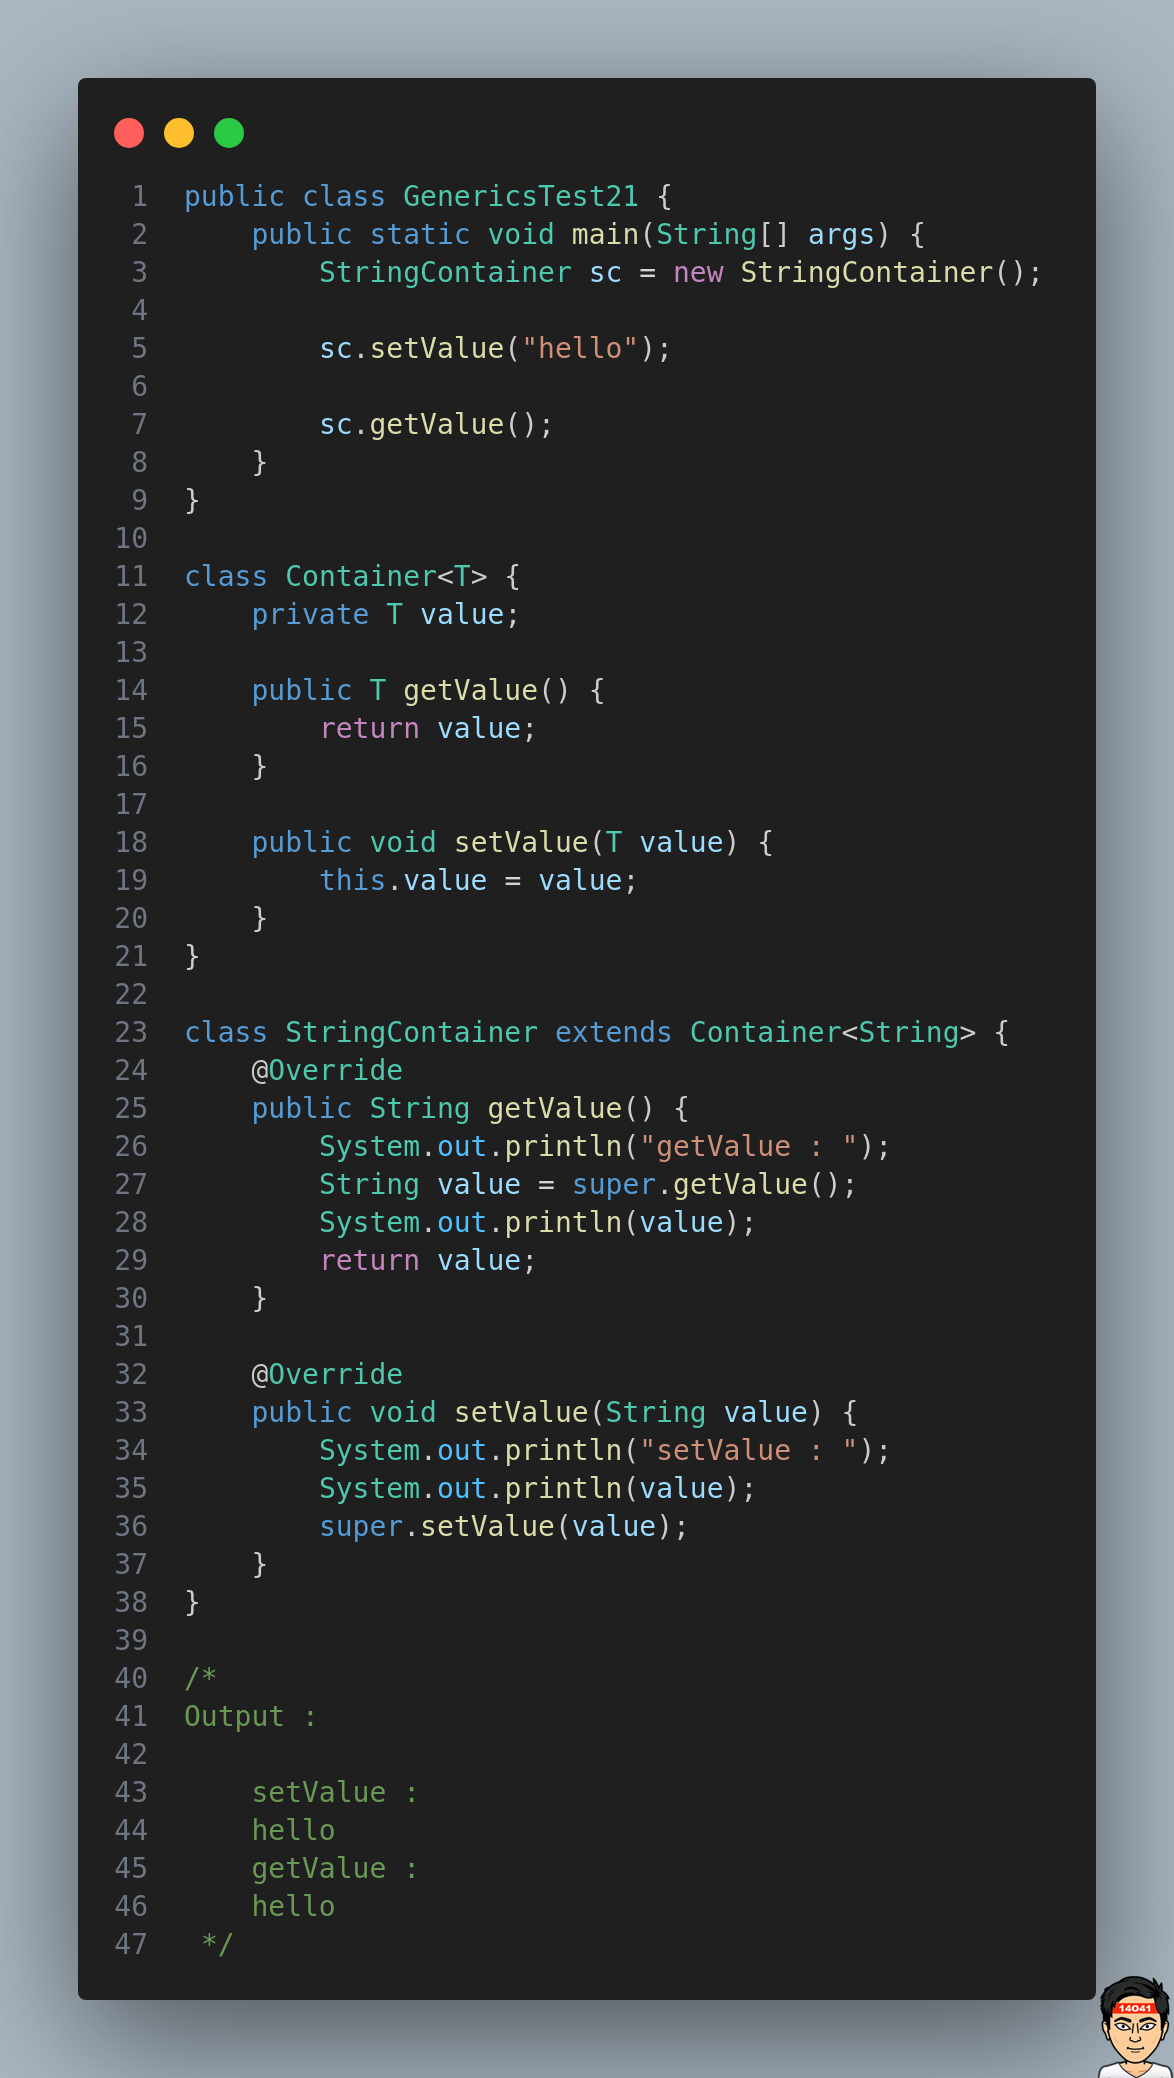 1 public class GenericsTest21 {
2     public static void main(String[] args) {
3         StringContainer sc = new StringContainer();
4
5         sc.setValue("hello");
6
7         sc.getValue();
8     }
9 }
10
11 class Container<T> {
12     private T value;
13
14     public T getValue() {
15         return value;
16     }
17
18     public void setValue(T value) {
19         this.value = value;
20     }
21 }
22
23 class StringContainer extends Container<String> {
24     @Override
25     public String getValue() {
26         System.out.println("getValue : ");
27         String value = super.getValue();
28         System.out.println(value);
29         return value;
30     }
31
32     @Override
33     public void setValue(String value) {
34         System.out.println("setValue : ");
35         System.out.println(value);
36         super.setValue(value);
37     }
38 }
39
40 /*
41 Output :
42
43     setValue :
44     hello
45     getValue :
46     hello
47  */
14041